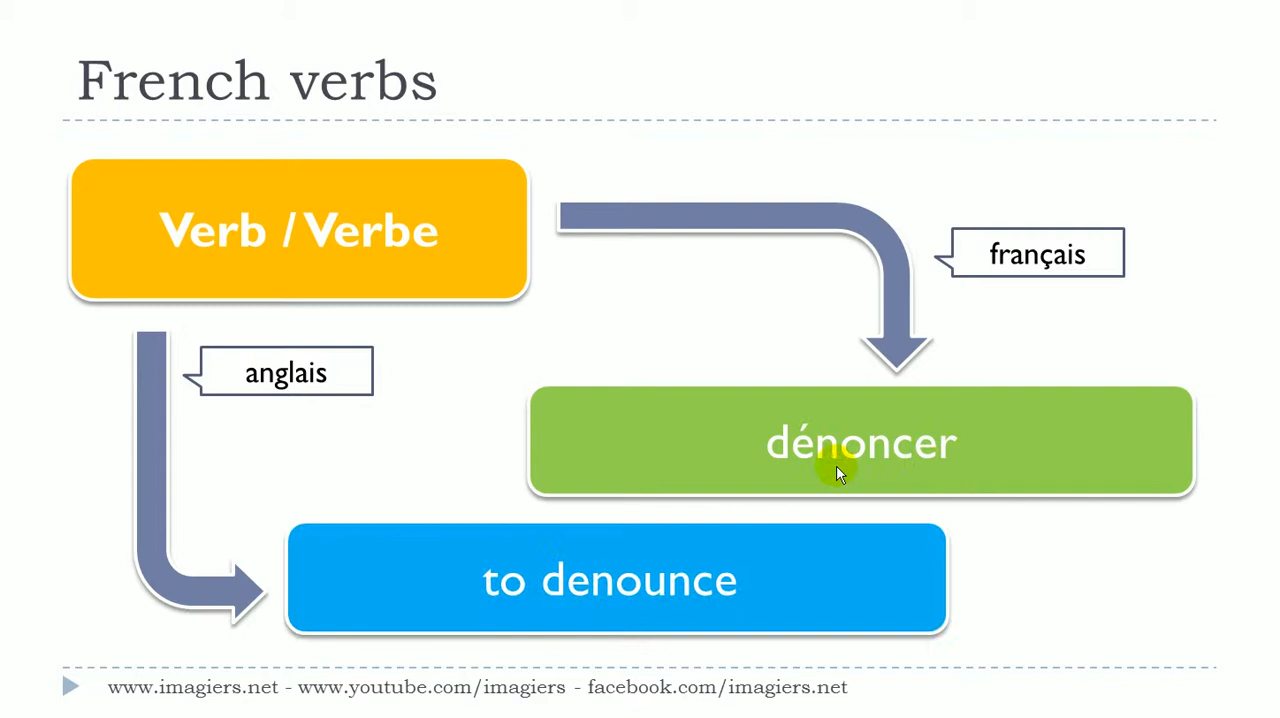 French verbs
Verb / Verbe
français
anglais
dénoncer
to denounce
www.imagiers.net - www.youtube.com/imagiers - facebook.com/imagiers.net